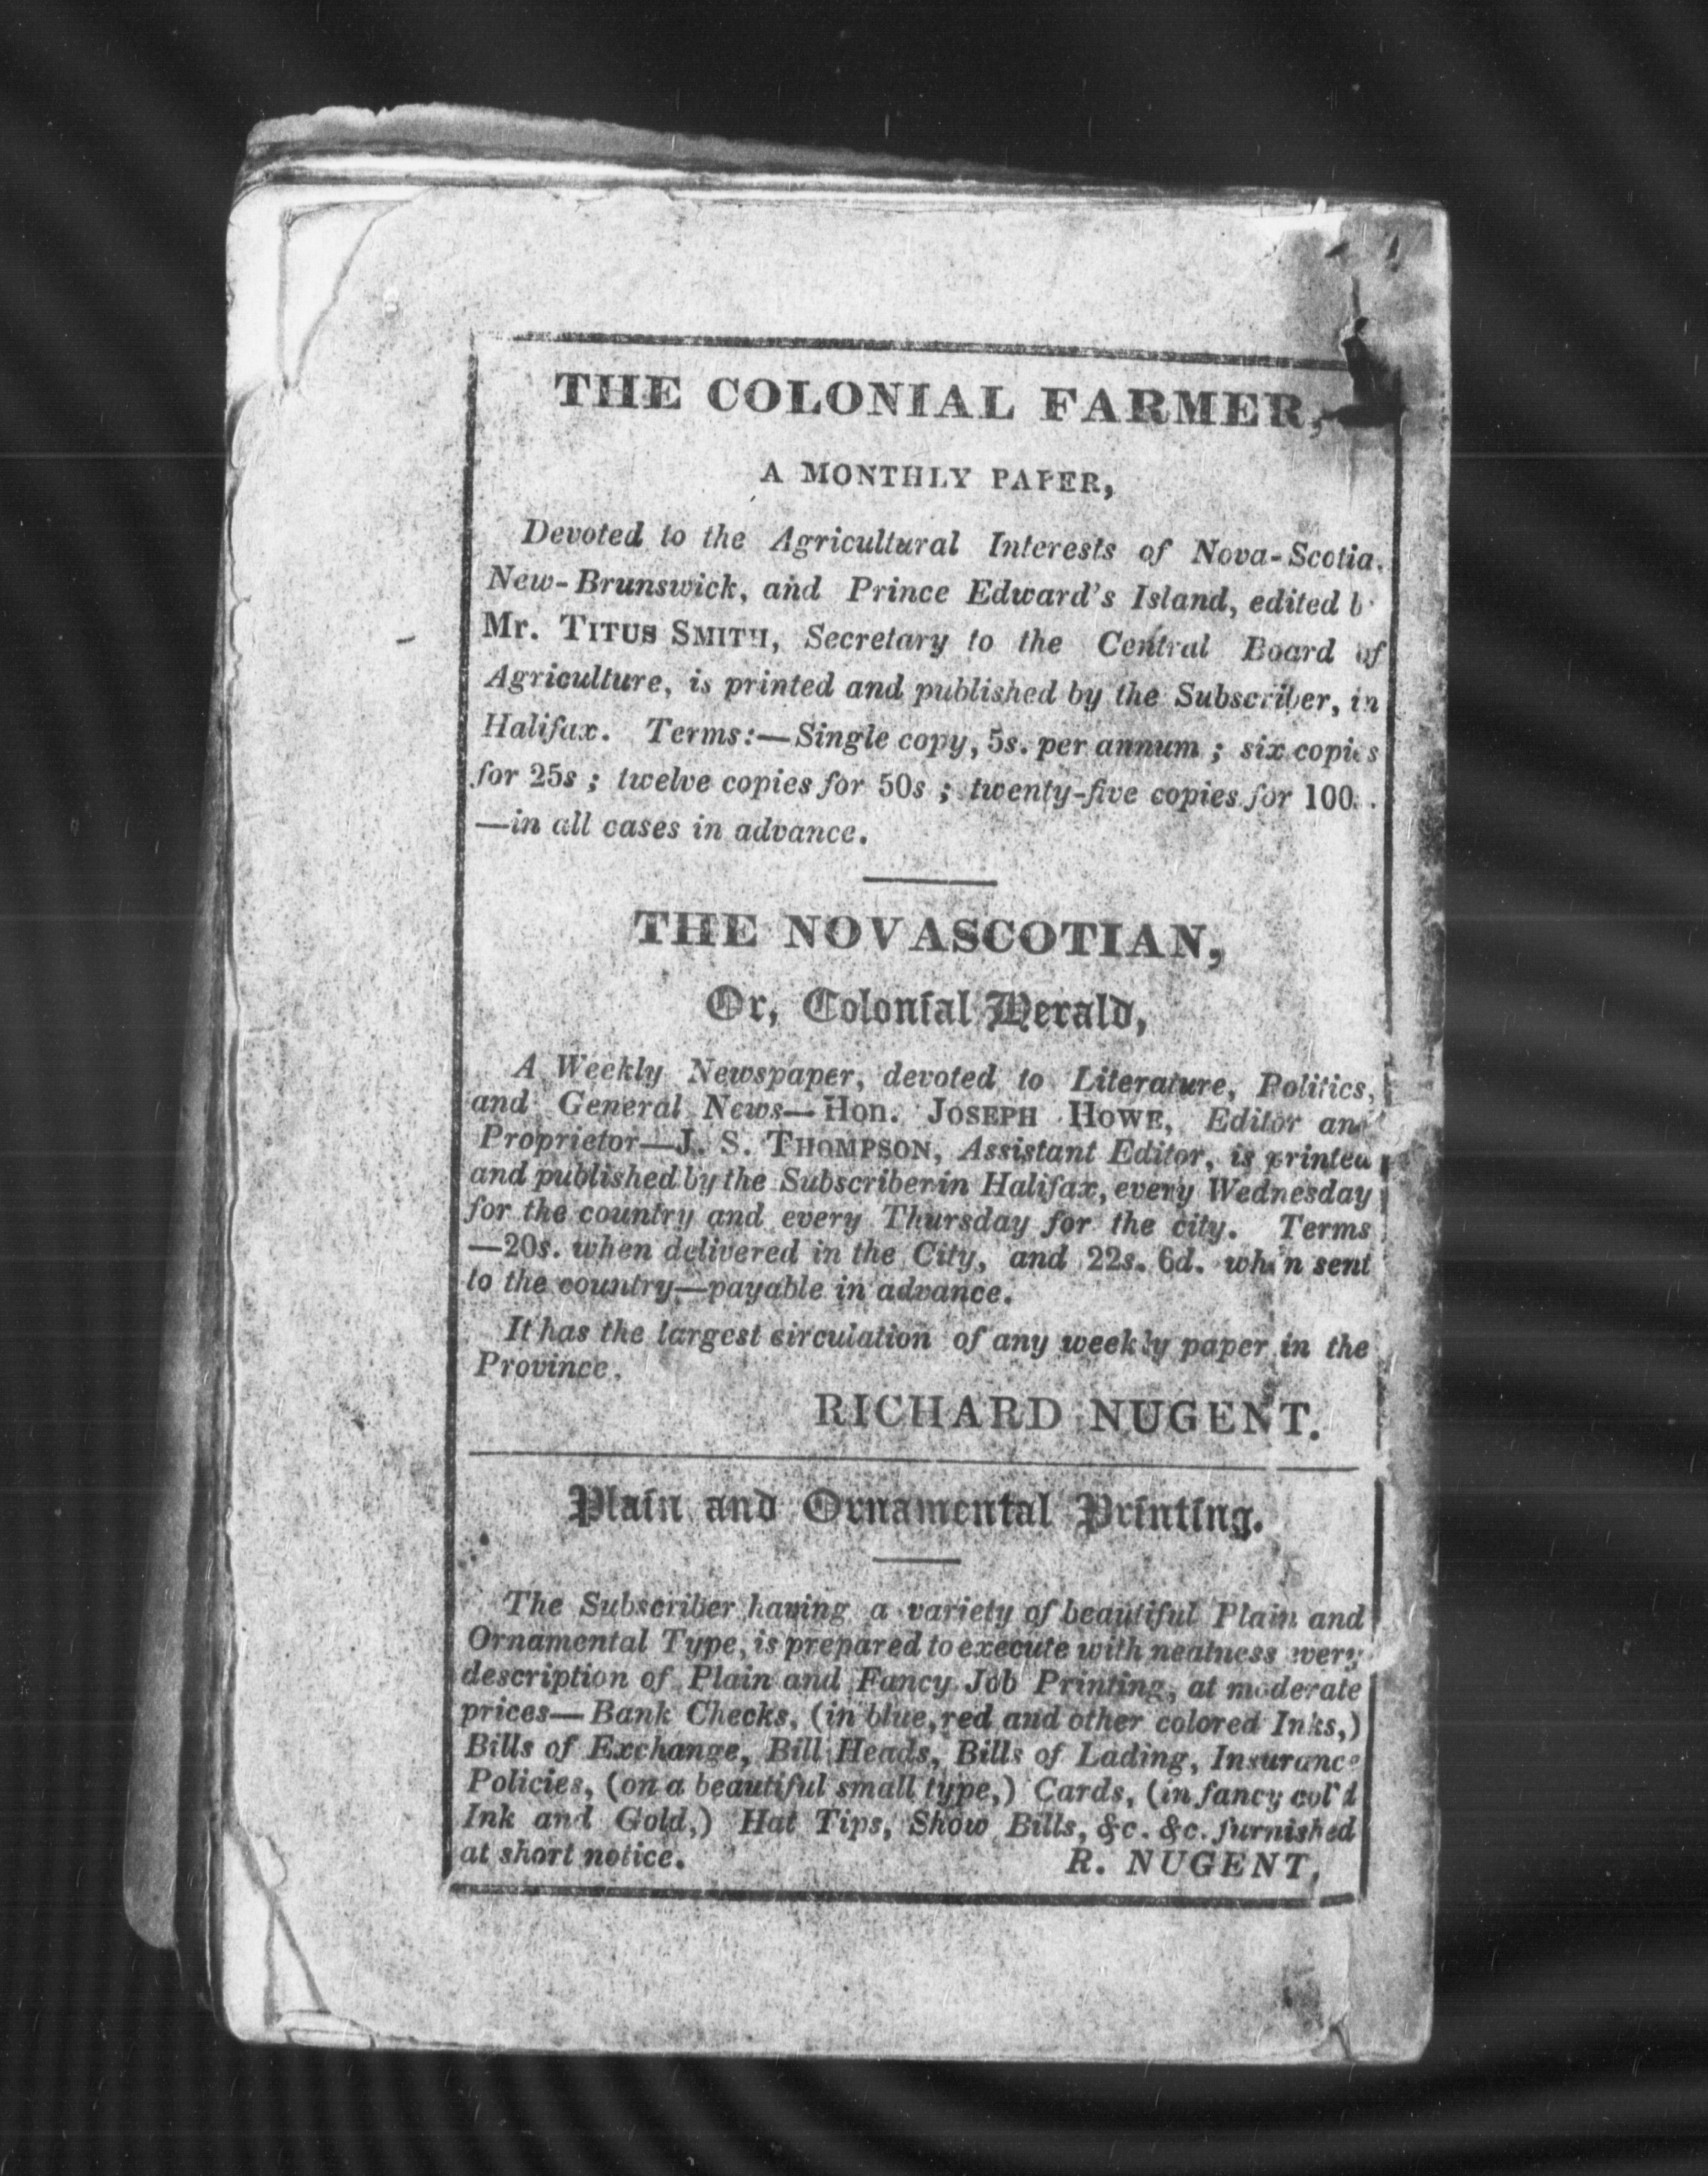 THE COLONIAL FARMER,
A MONTHLY PAPER,
Devoted to the Agricultural Interests of Nova-Scotia,
New-Brunswick, and Prince Edward's Island, edited
Mr. TITUS SMITH, Secretary to the Central Board of
Agriculture, is printed and published by the Subscriber, in
Halifax. Terms:—Single copy, 5s. per annum ; six copies
for 25s ; twelve copies for 50s ; twenty-five copies for 100
—in all cases in advance.
THE NOVASCOTIAN,
Or, Colonial Herald,
A Weekly Newspaper, devoted to Literature, Politics,
and General News—Hon. JOSEPH HOWE, Editor and
Proprietor—J. S. THOMPSON, Assistant Editor, is printed
and published by the Subscriber in Halifax, every Wednesday
for the country and every Thursday for the city. Terms
—20s. when delivered in the City, and 22s. 6d. when sent
to the country—payable in advance.
It has the largest circulation of any weekly paper in the
Province.
RICHARD NUGENT.
Plain and Ornamental Printing.
The Subscriber having a variety of beautiful Plain and
Ornamental Type, is prepared to execute with neatness every
description of Plain and Fancy Job Printing, at moderate
prices—Bank Checks, (in blue, red and other colored Inks,)
Bills of Exchange, Bill Heads, Bills of Lading, Insurance
Policies, (on a beautiful small type,) Cards, (in fancy col'd
Ink and Gold,) Hat Tips, Show Bills, &c. &c. furnished
at short notice. R. NUGENT.